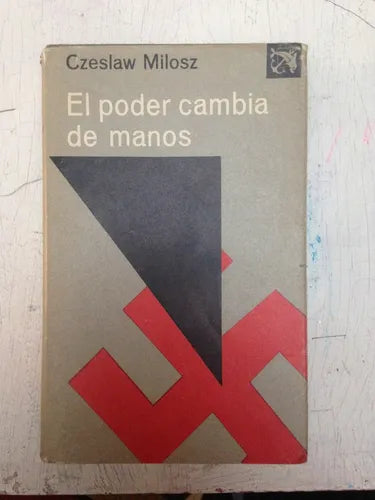 Czeslaw Milosz
El poder cambia
de manos